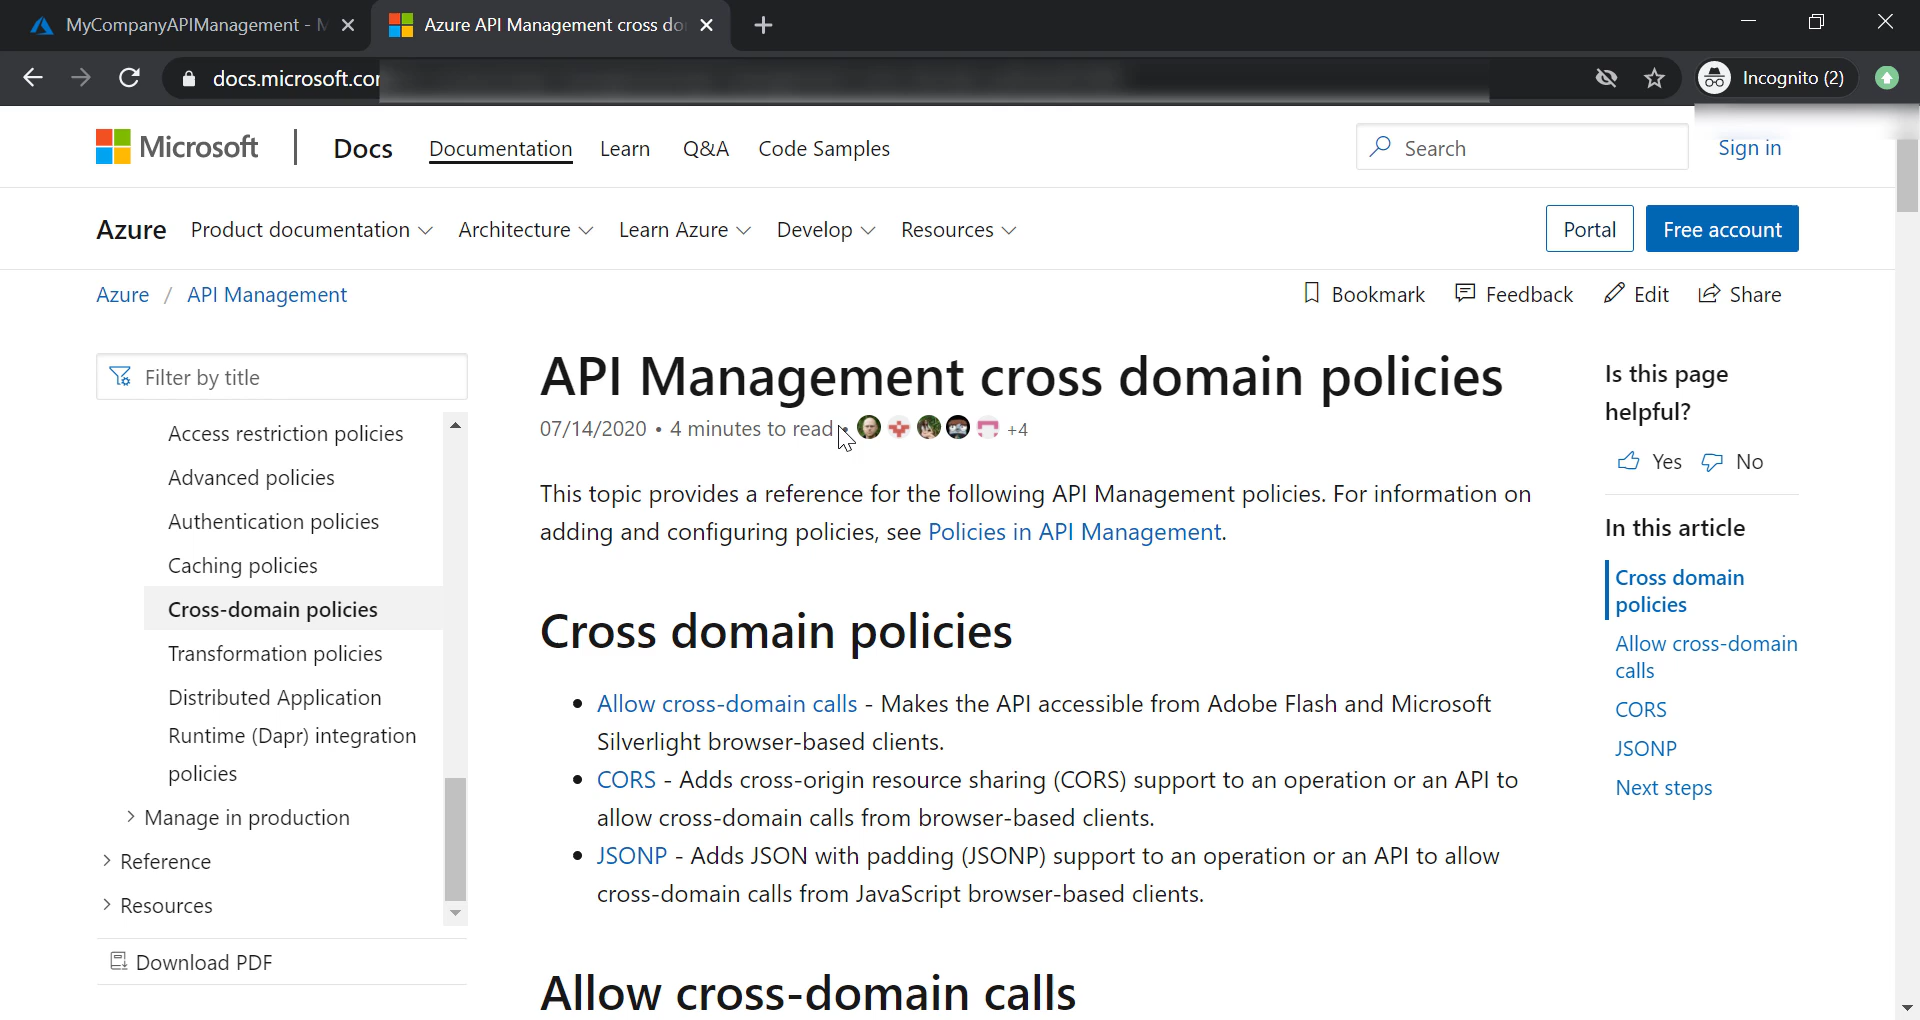 MyCompanyAPIManagement -
Azure API Management cross do
docs.microsoft.co
Incognito (2)
Microsoft
Docs
Documentation
Learn
Q&A
Code Samples
Search
Sign in
Azure
Product documentation
Architecture
Learn Azure
Develop
Resources
Portal
Free account
Azure / API Management
Bookmark
Feedback
Edit
Share
Filter by title
Access restriction policies
Advanced policies
Authentication policies
Caching policies
Cross-domain policies
Transformation policies
Distributed Application
Runtime (Dapr) integration
policies
Manage in production
Reference
Resources
Download PDF
API Management cross domain policies
07/14/2020 • 4 minutes to read • +4
This topic provides a reference for the following API Management policies. For information on
adding and configuring policies, see Policies in API Management.
Cross domain policies
• Allow cross-domain calls - Makes the API accessible from Adobe Flash and Microsoft
Silverlight browser-based clients.
• CORS - Adds cross-origin resource sharing (CORS) support to an operation or an API to
allow cross-domain calls from browser-based clients.
• JSONP - Adds JSON with padding (JSONP) support to an operation or an API to allow
cross-domain calls from JavaScript browser-based clients.
Allow cross-domain calls
Is this page
helpful?
Yes
No
In this article
Cross domain
policies
Allow cross-domain
calls
CORS
JSONP
Next steps